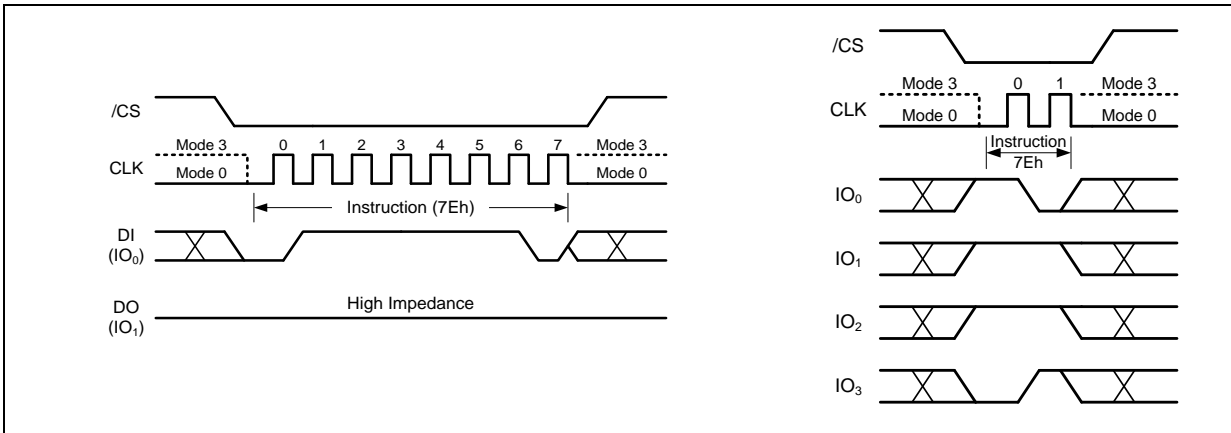 /CS
Mode 3 0 1 2 3 4 5 6 7 Mode 3
CLK Mode 0 Mode 0
Instruction (7Eh)
DI
(IO₀)
High Impedance
DO
(IO₁)
/CS
Mode 3 0 1 Mode 3
CLK Mode 0 Mode 0
Instruction
7Eh
IO₀
IO₁
IO₂
IO₃